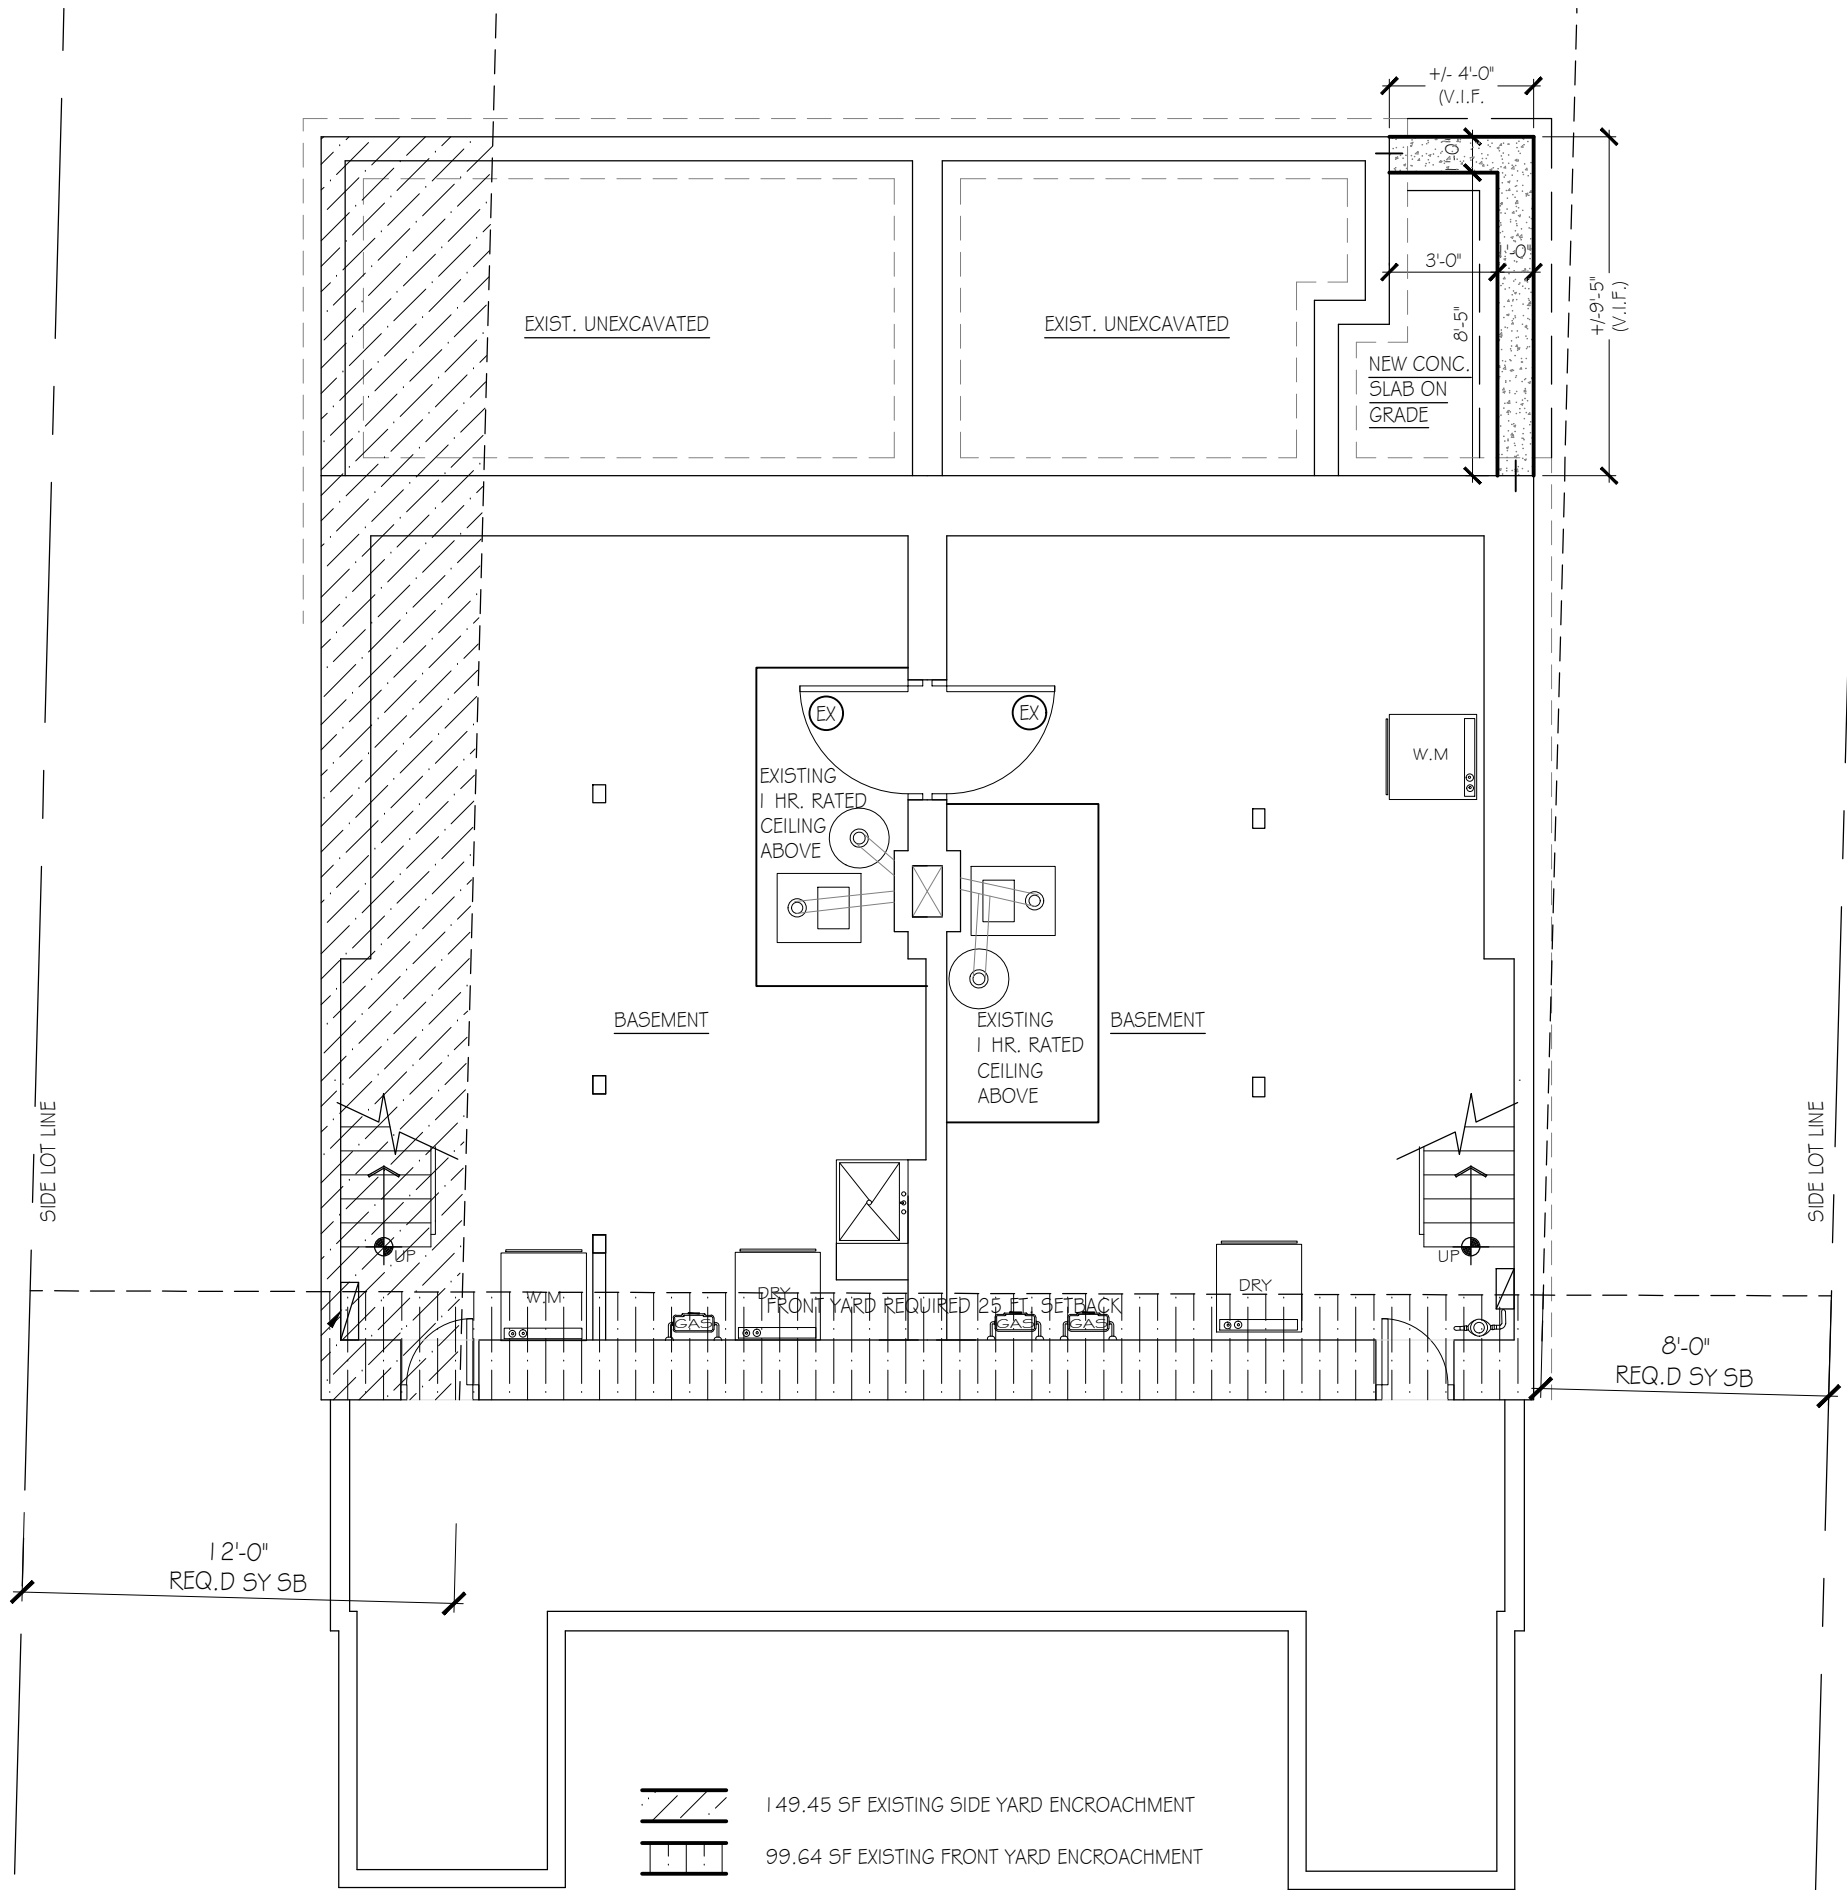 +/- 4'-0"
(V.I.F.
1'-0"
3'-0"
-0"
8'-5"
+/-9'-5"
(V.I.F.)
EXIST. UNEXCAVATED
EXIST. UNEXCAVATED
NEW CONC.
SLAB ON
GRADE
EX
EX
W.M
EXISTING
1 HR. RATED
CEILING
ABOVE
BASEMENT
EXISTING
1 HR. RATED
CEILING
ABOVE
BASEMENT
SIDE LOT LINE
SIDE LOT LINE
UP
UP
W.M
DRY
DRY
FRONT YARD REQUIRED 25 FT. SETBACK
GAS
GAS
GAS
8'-0"
REQ.D SY SB
12'-0"
REQ.D SY SB
149.45 SF EXISTING SIDE YARD ENCROACHMENT
99.64 SF EXISTING FRONT YARD ENCROACHMENT